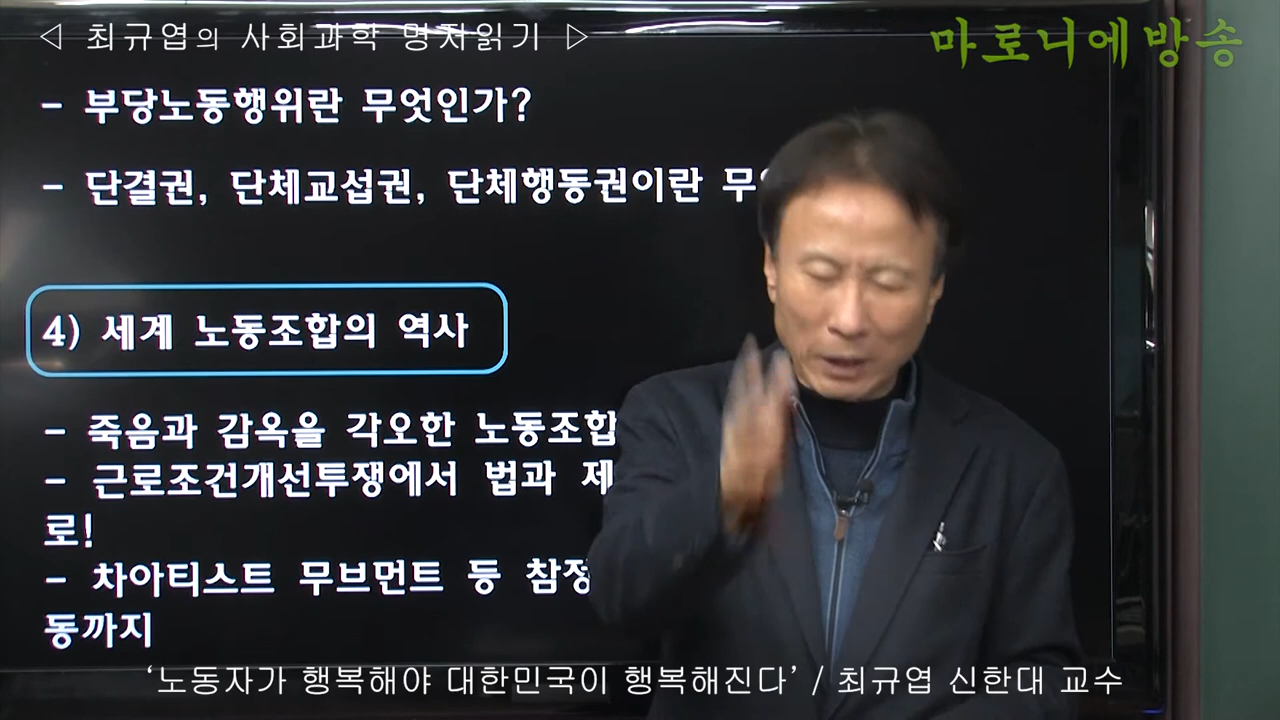 ◁ 최규엽의 사회과학 명저읽기 ▷
마로니에방송
- 부당노동행위란 무엇인가?
- 단결권, 단체교섭권, 단체행동권이란
4) 세계 노동조합의 역사
- 죽음과 감옥을 각오한 노동조합
- 근로조건개선투쟁에서 법과
로!
- 차아티스트 무브먼트 등
동까지
‘노동자가 행복해야 대한민국이 행복해진다’ / 최규엽 신한대 교수